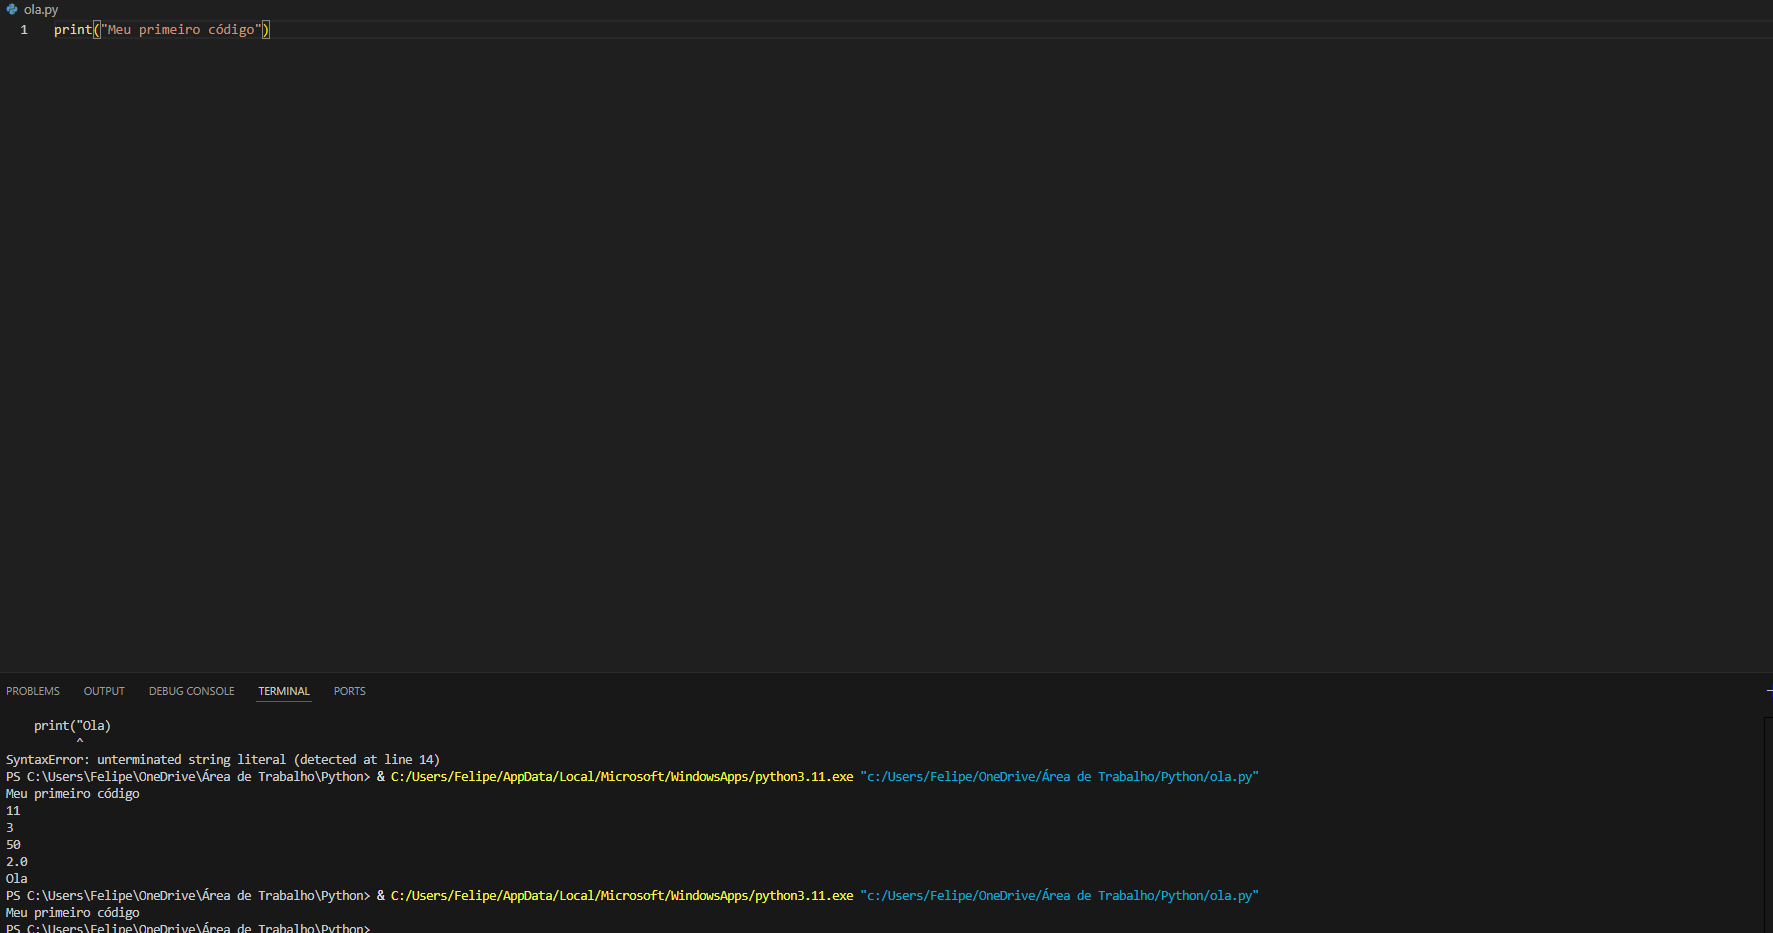 ola.py
1 print("Meu primeiro código")
PROBLEMS OUTPUT DEBUG CONSOLE TERMINAL PORTS
print("Ola)
^
SyntaxError: unterminated string literal (detected at line 14)
PS C:\Users\Felipe\OneDrive\Área de Trabalho\Python> & C:/Users/Felipe/AppData/Local/Microsoft/WindowsApps/python3.11.exe "c:/Users/Felipe/OneDrive/Área de Trabalho/Python/ola.py"
Meu primeiro código
11
3
50
2.0
Ola
PS C:\Users\Felipe\OneDrive\Área de Trabalho\Python> & C:/Users/Felipe/AppData/Local/Microsoft/WindowsApps/python3.11.exe "c:/Users/Felipe/OneDrive/Área de Trabalho/Python/ola.py"
Meu primeiro código
PS C:\Users\Felipe\OneDrive\Área de Trabalho\Python>